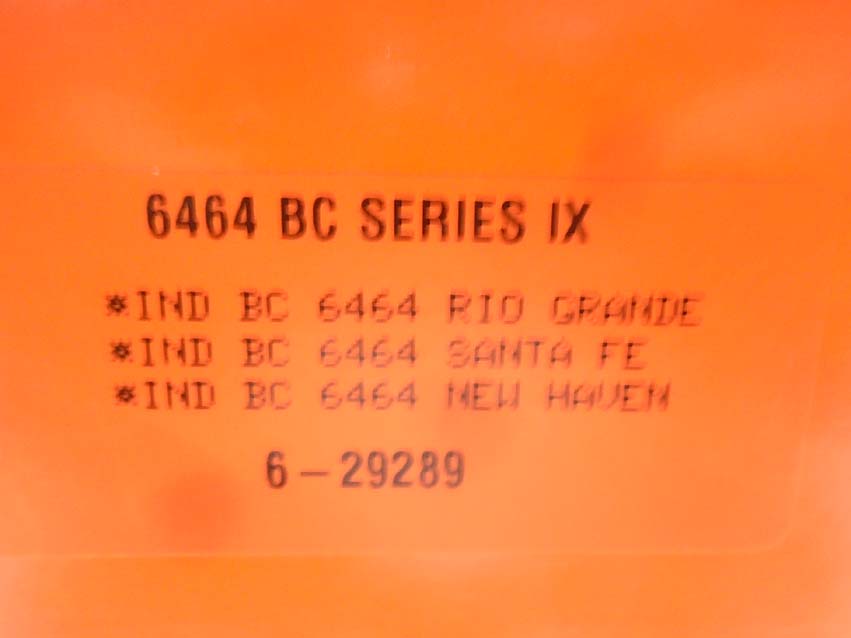 6464 BC SERIES IX
*IND BC 6464 RIO GRANDE
*IND BC 6464 SANTA FE
*IND BC 6464 NEW HAVEN
6-29289